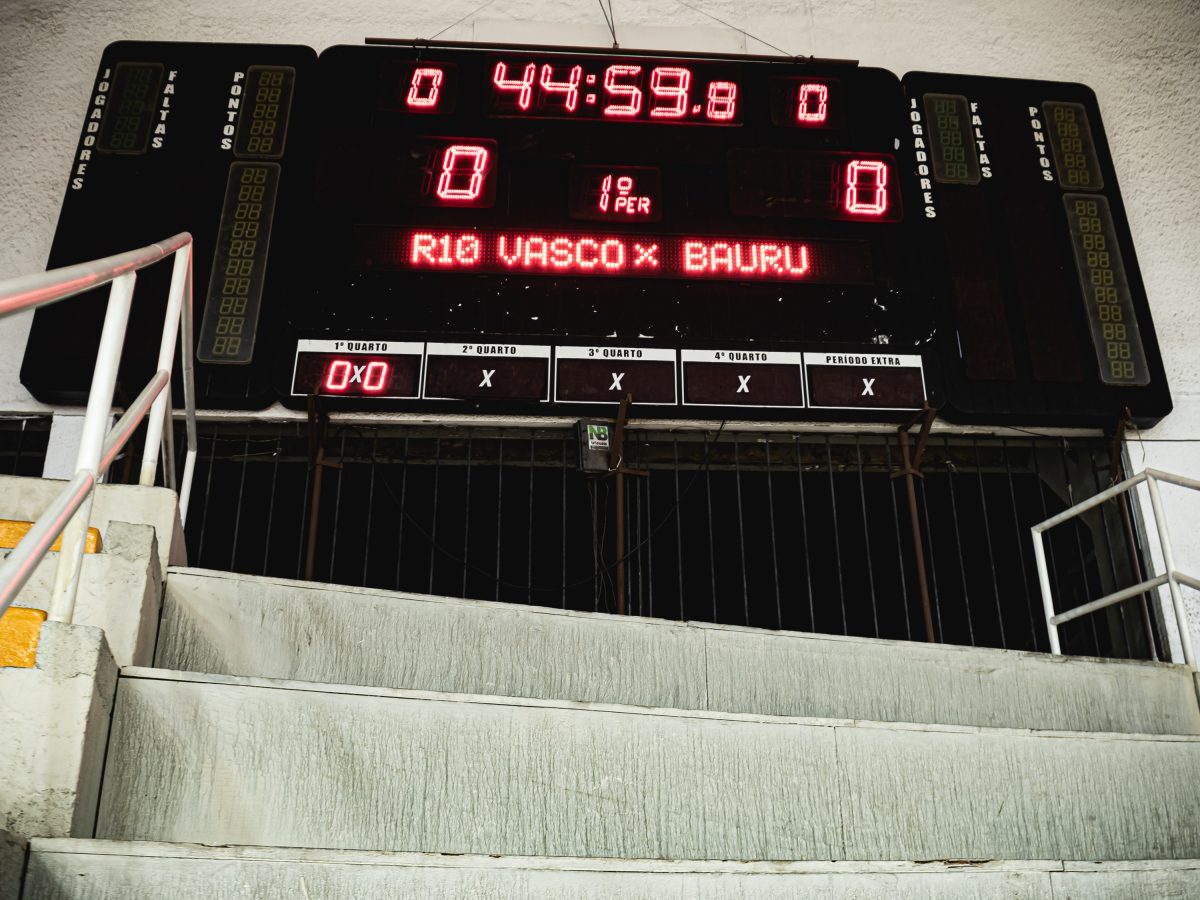 JOGADORES
FALTAS
PONTOS
0 44:59.8 0
0 1º PER 0
R10 VASCO x BAURU
JOGADORES
FALTAS
PONTOS
1º QUARTO 2º QUARTO 3º QUARTO 4º QUARTO PERÍODO EXTRA
0X0 X X X X
NB